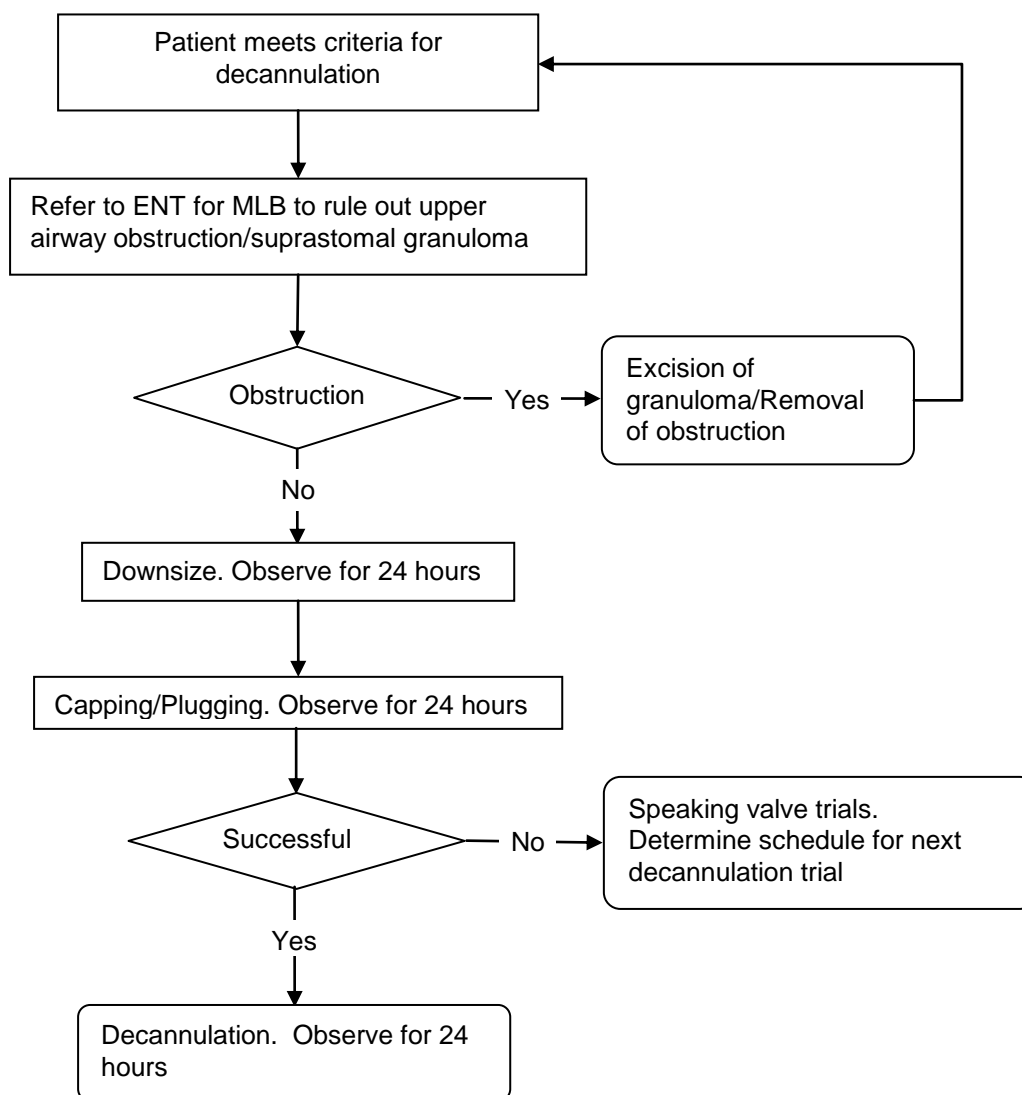 Patient meets criteria for
decannulation
Refer to ENT for MLB to rule out upper
airway obstruction/suprastomal granuloma
Obstruction
Yes
Excision of
granuloma/Removal
of obstruction
No
Downsize. Observe for 24 hours
Capping/Plugging. Observe for 24 hours
Successful
No
Speaking valve trials.
Determine schedule for next
decannulation trial
Yes
Decannulation.  Observe for 24
hours